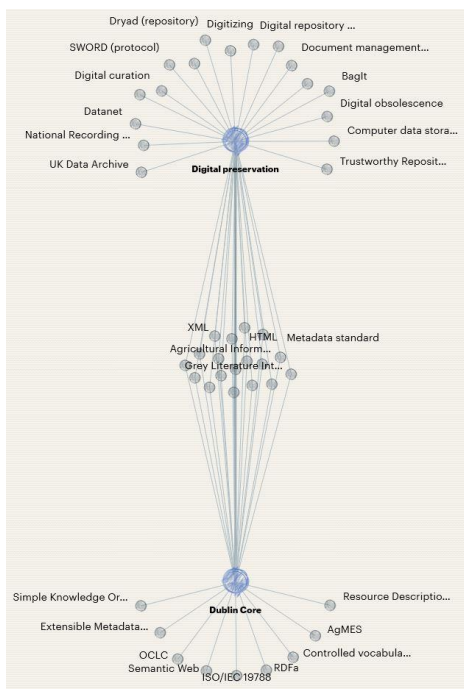 Dryad (repository)
Digitizing
Digital repository ...
SWORD (protocol)
Document management...
Digital curation
BagIt
Datanet
Digital obsolescence
National Recording ...
Computer data stora...
UK Data Archive
Trustworthy Reposit...
Digital preservation
XML
HTML
Metadata standard
Agricultural Inform...
Grey Literature Int...
Simple Knowledge Or...
Resource Descriptio...
Dublin Core
Extensible Metadata...
AgMES
OCLC
Controlled vocabula...
Semantic Web
RDFa
ISO/IEC 19788